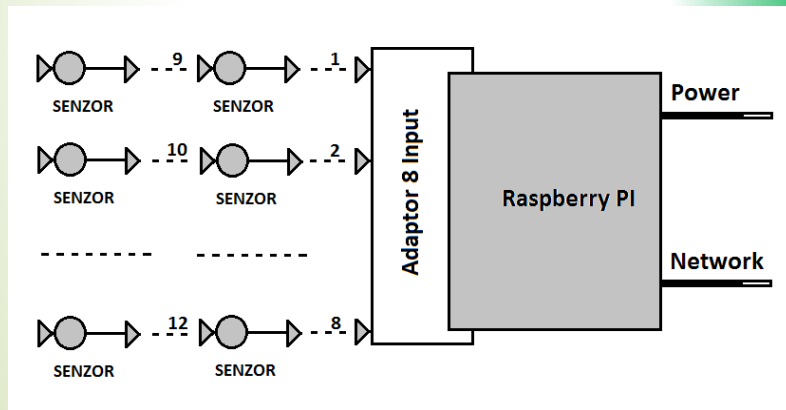 9 1
SENZOR SENZOR
Power
10 2
SENZOR SENZOR
Adaptor 8 Input
Raspberry PI
Network
12 8
SENZOR SENZOR